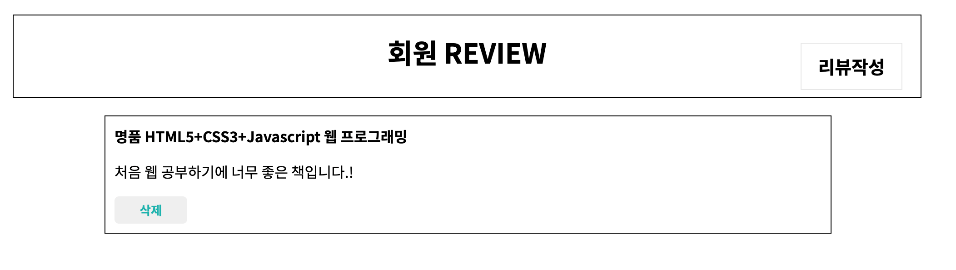 회원 REVIEW
리뷰작성
명품 HTML5+CSS3+Javascript 웹 프로그래밍
처음 웹 공부하기에 너무 좋은 책입니다.!
삭제